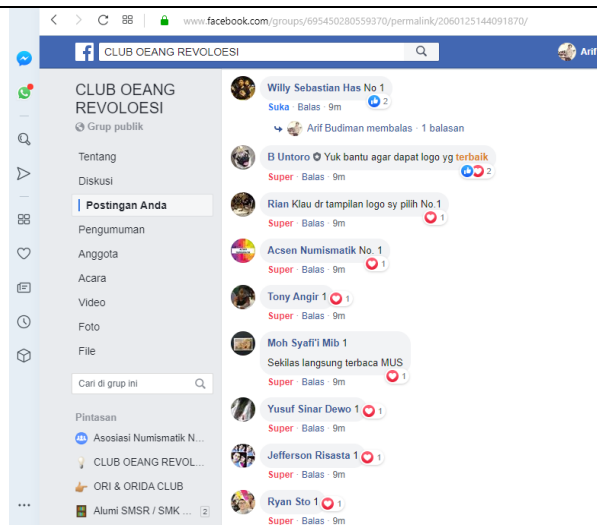 www.facebook.com/groups/695450280559370/permalink/2060125144091870/
CLUB OEANG REVOLOESI
Arif
CLUB OEANG
REVOLOESI
Grup publik
Tentang
Diskusi
Postingan Anda
Pengumuman
Anggota
Acara
Video
Foto
File
Cari di grup ini
Pintasan
Asosiasi Numismatik N...
CLUB OEANG REVOL...
ORI & ORIDA CLUB
Alumi SMSR / SMK ... 2
Willy Sebastian Has No 1
2
Suka · Balas · 9m
Arif Budiman membalas · 1 balasan
B Untoro Yuk bantu agar dapat logo yg terbaik
2
Super · Balas · 9m
Rian Klau dr tampilan logo sy pilih No.1
1
Super · Balas · 9m
Acsen Numismatik No. 1
1
Super · Balas · 9m
Tony Angir 1 1
Super · Balas · 9m
Moh Syafi'i Mib 1
Sekilas langsung terbaca MUS
1
Super · Balas · 9m
Yusuf Sinar Dewo 1 1
Super · Balas · 9m
Jefferson Risasta 1 1
Super · Balas · 9m
Ryan Sto 1 1
Super · Balas · 9m